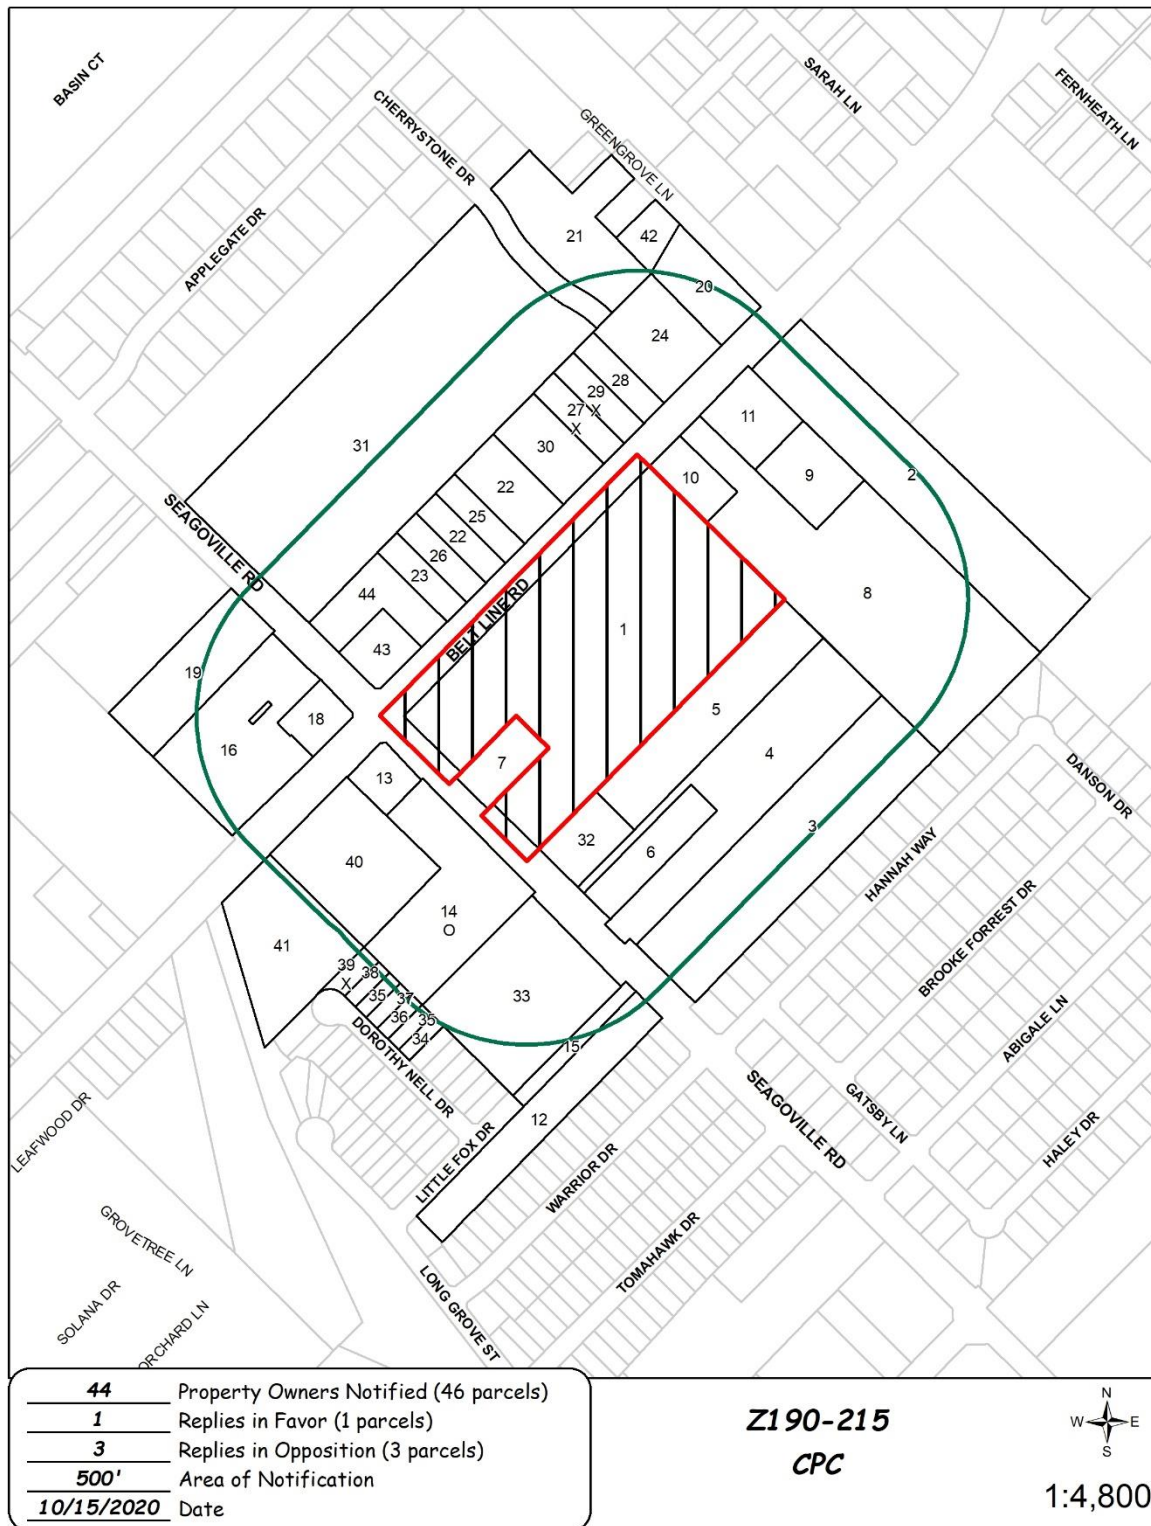 BASIN CT
SARAH LN
FERNHEATH LN
CHERRYSTONE DR
GREENGROVE LN
APPLEGATE DR
21
42
20
24
28
29
X
27
X
11
31
30
9
2
10
22
25
SEAGOVILLE RD
22
26
23
44
BELT LINE RD
8
1
43
19
18
5
16
7
4
13
DANSON DR
3
32
6
HANNAH WAY
40
14
O
BROOKE FORREST DR
41
39
X
38
35
37
36
35
34
33
ABIGALE LN
DOROTHY NELL DR
15
SEAGOVILLE RD
GATSBY LN
12
LEAFWOOD DR
LITTLE FOX DR
WARRIOR DR
HALEY DR
GROVETREE LN
TOMAHAWK DR
SOLANA DR
LONG GROVE ST
ORCHARD LN
44 Property Owners Notified (46 parcels)
1 Replies in Favor (1 parcels)
3 Replies in Opposition (3 parcels)
500' Area of Notification
10/15/2020 Date
Z190-215
CPC
N
W E
S
1:4,800